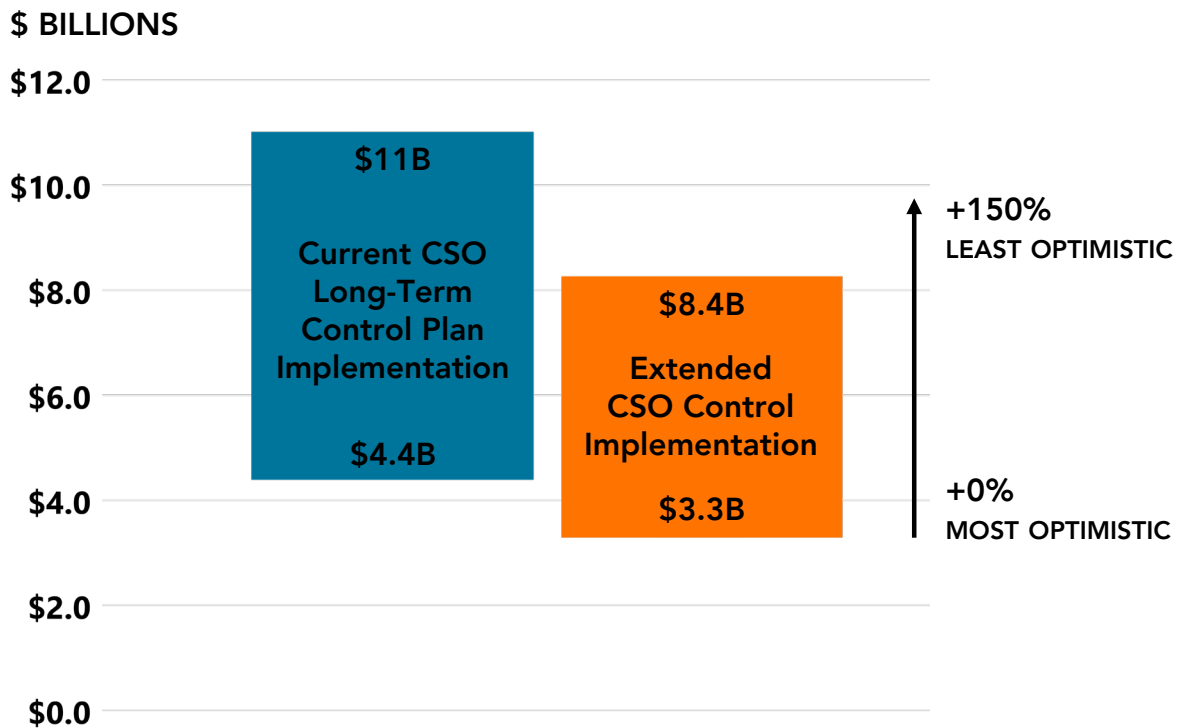 $ BILLIONS
$12.0
$10.0
$8.0
$6.0
$4.0
$2.0
$0.0
$11B
Current CSO
Long-Term
Control Plan
Implementation
$4.4B
$8.4B
Extended
CSO Control
Implementation
$3.3B
+150%
LEAST OPTIMISTIC
+0%
MOST OPTIMISTIC